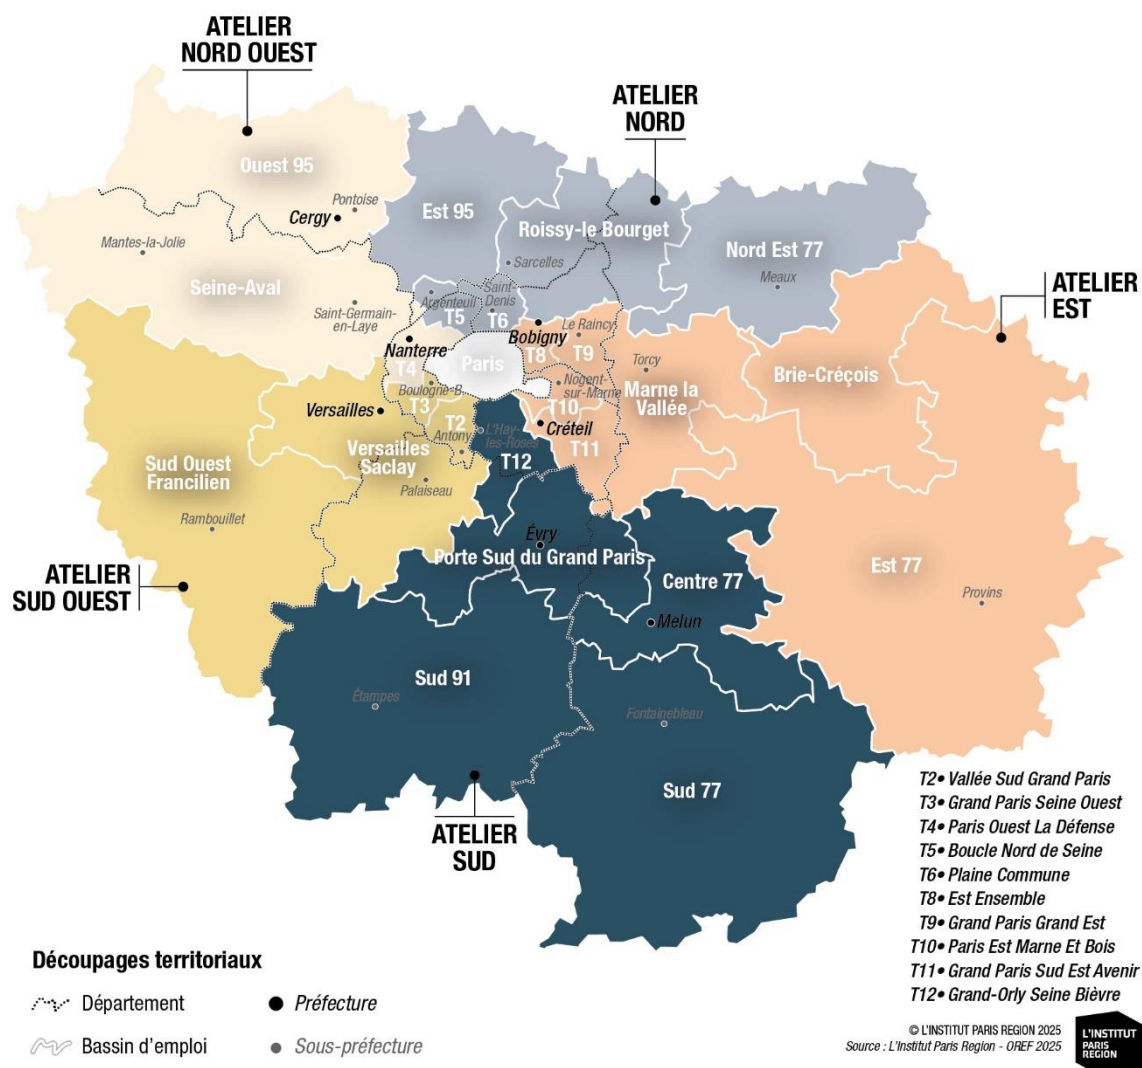 ATELIER
NORD OUEST
ATELIER
NORD
Ouest 95
Pontoise
Cergy
Est 95
Roissy-le Bourget
Mantes-la-Jolie
Nord Est 77
Sarcelles
Meaux
ATELIER
EST
Seine-Aval
Saint-Germain-
en-Laye
Argenteuil
Saint
Denis
T5
T6
Bobigny
Le Raincy
Nanterre
T8
T9
Paris
T4
Torcy
Brie-Créçois
Boulogne-B
Nogent-
sur-Marne
Marne la
Vallée
T3
T10
Versailles
T2
Créteil
Antony
L'Hay-
les-Roses
T11
Versailles
Saclay
Sud Ouest
Francilien
T12
Palaiseau
Rambouillet
Évry
Porte Sud du Grand Paris
Est 77
Centre 77
ATELIER
SUD OUEST
Provins
Melun
Sud 91
Étampes
Fontainebleau
Sud 77
ATELIER
SUD
T2• Vallée Sud Grand Paris
T3• Grand Paris Seine Ouest
T4• Paris Ouest La Défense
T5• Boucle Nord de Seine
T6• Plaine Commune
T8• Est Ensemble
T9• Grand Paris Grand Est
T10• Paris Est Marne Et Bois
T11• Grand Paris Sud Est Avenir
T12• Grand-Orly Seine Bièvre
Découpages territoriaux
Département
Préfecture
Bassin d'emploi
Sous-préfecture
© L'INSTITUT PARIS REGION 2025
Source : L'Institut Paris Region - OREF 2025
L'INSTITUT
PARIS
REGION